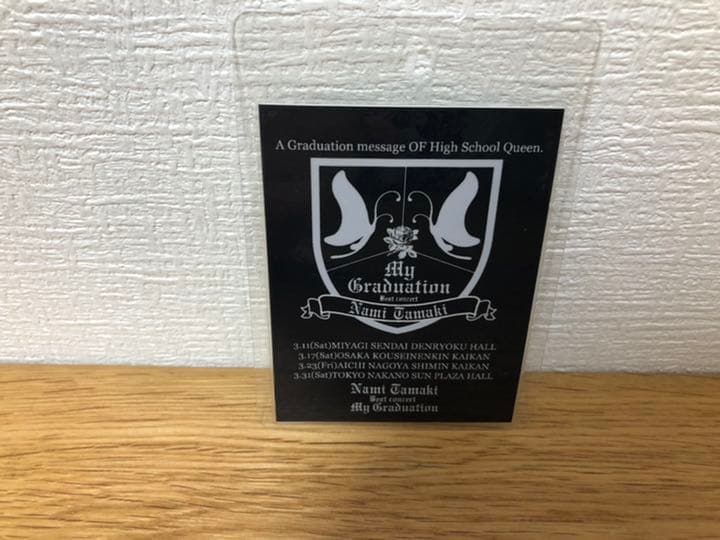 A Graduation message OF High School Queen.
My
Graduation
Best concert
Nami Tamaki
3.11(Sat)MIYAGI SENDAI DENRYOKU HALL
3.17(Sat)OSAKA KOUSEINENKIN KAIKAN
3.23(Fri)AICHI NAGOYA SHIMIN KAIKAN
3.31(Sat)TOKYO NAKANO SUN PLAZA HALL
Nami Tamaki
Best concert
My Graduation